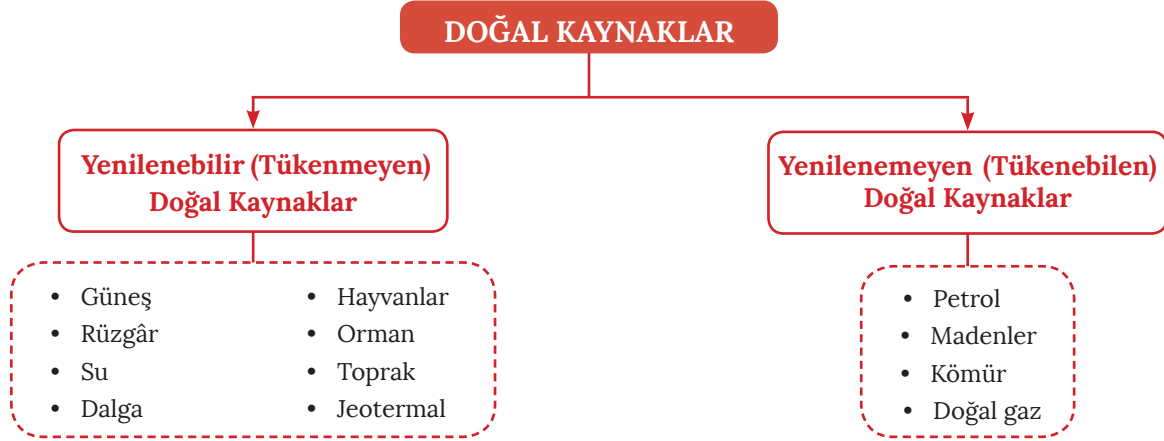 DOĞAL KAYNAKLAR
Yenilenebilir (Tükenmeyen)
Doğal Kaynaklar
• Güneş
• Rüzgâr
• Su
• Dalga
• Hayvanlar
• Orman
• Toprak
• Jeotermal
Yenilenemeyen (Tükenebilen)
Doğal Kaynaklar
• Petrol
• Madenler
• Kömür
• Doğal gaz